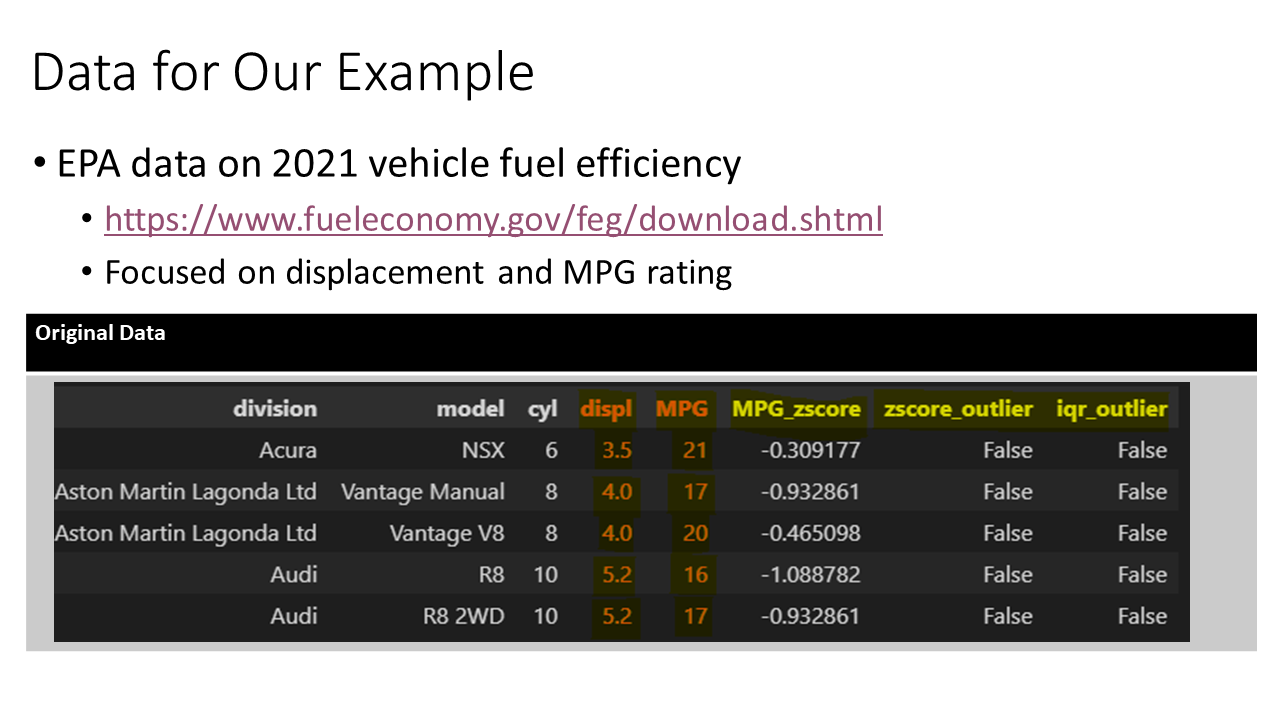 Data for Our Example
• EPA data on 2021 vehicle fuel efficiency
• https://www.fueleconomy.gov/feg/download.shtml
• Focused on displacement and MPG rating
Original Data
division model cyl displ MPG MPG_zscore zscore_outlier iqr_outlier
Acura NSX 6 3.5 21 -0.309177 False False
Aston Martin Lagonda Ltd Vantage Manual 8 4.0 17 -0.932861 False False
Aston Martin Lagonda Ltd Vantage V8 8 4.0 20 -0.465098 False False
Audi R8 10 5.2 16 -1.088782 False False
Audi R8 2WD 10 5.2 17 -0.932861 False False